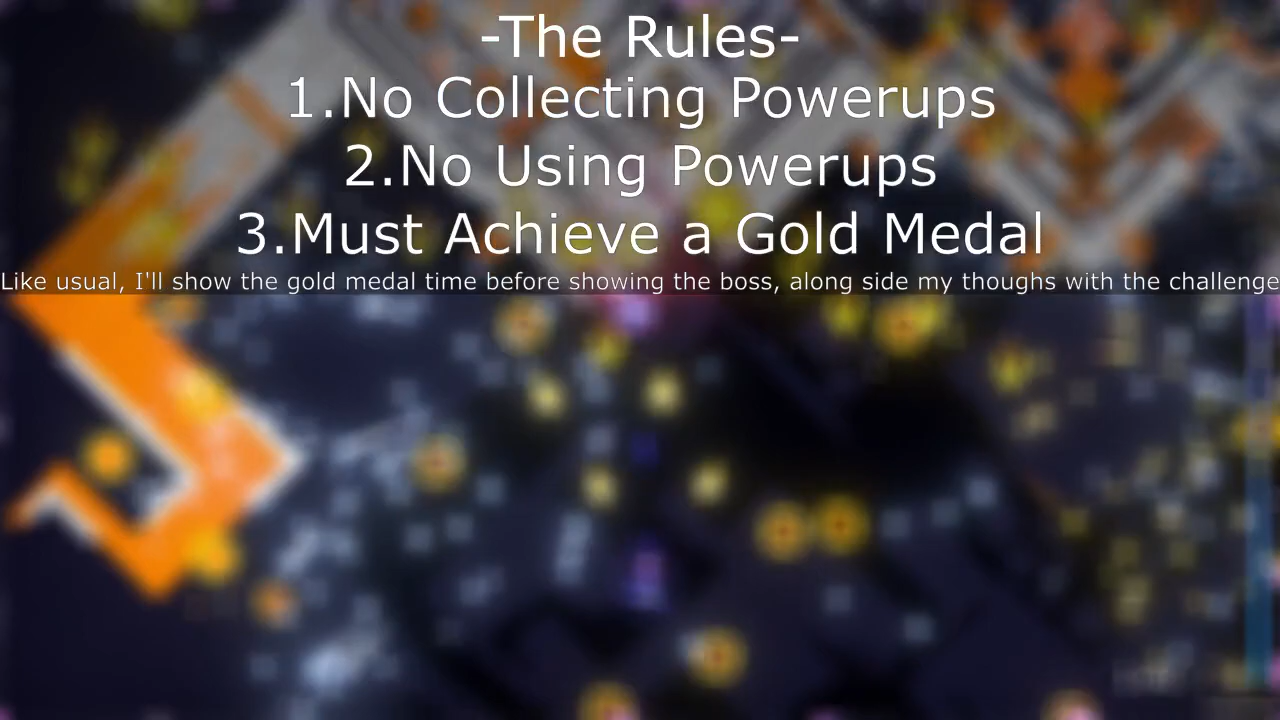 -The Rules-
1.No Collecting Powerups
2.No Using Powerups
3.Must Achieve a Gold Medal
Like usual, I'll show the gold medal time before showing the boss, along side my thoughs with the challenge